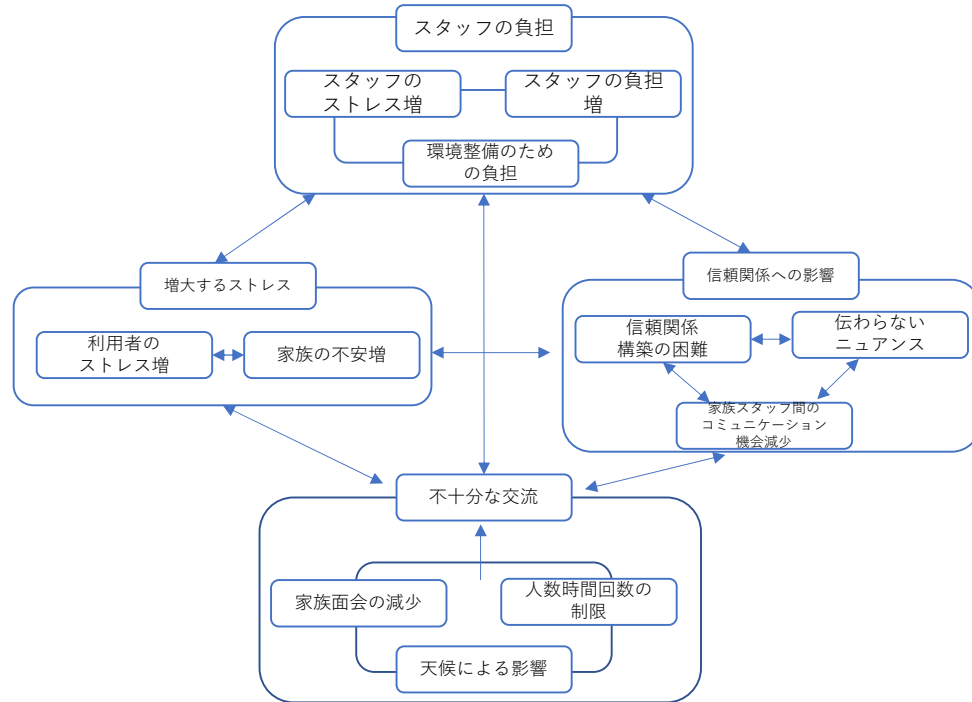 スタッフの負担
スタッフの
ストレス増
スタッフの負担
増
環境整備のため
の負担
増大するストレス
利用者の
ストレス増
家族の不安増
信頼関係への影響
信頼関係
構築の困難
伝わらない
ニュアンス
家族スタッフ間の
コミュニケーション
機会減少
不十分な交流
家族面会の減少
人数時間回数の
制限
天候による影響